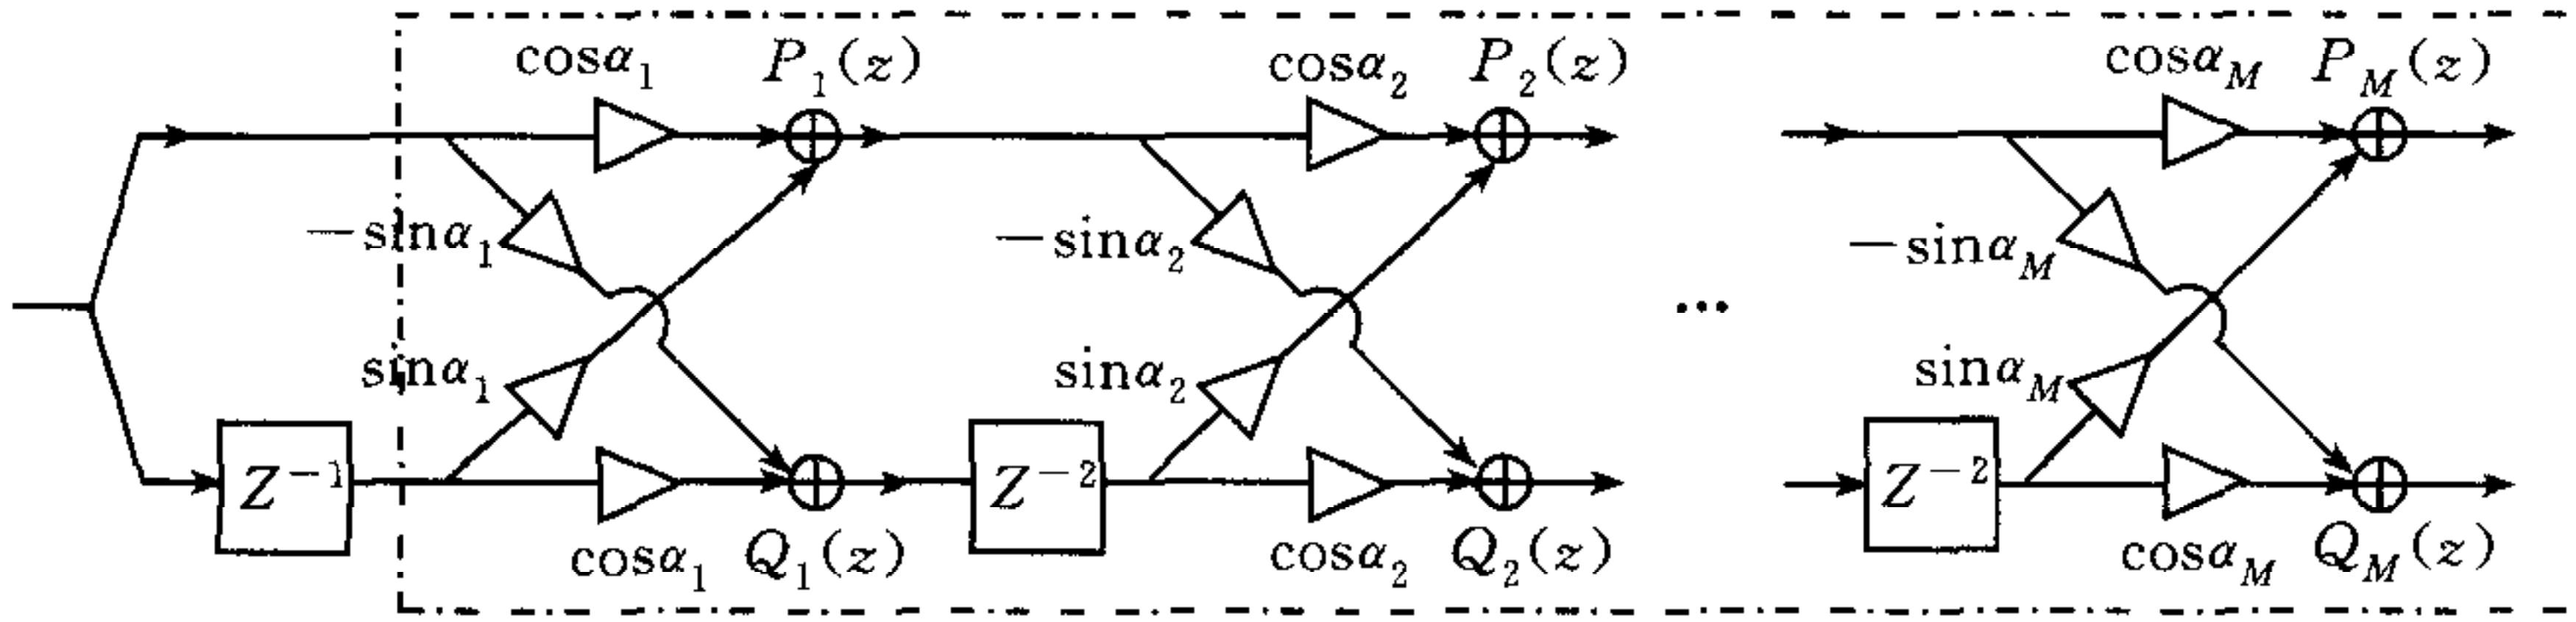 cosα₁ P₁(z) cosα₂ P₂(z) cosα_M P_M(z)
−sinα₁ −sinα₂ −sinα_M
...
sinα₁ sinα₂ sinα_M
Z⁻¹ Z⁻² Z⁻²
cosα₁ Q₁(z) cosα₂ Q₂(z) cosα_M Q_M(z)